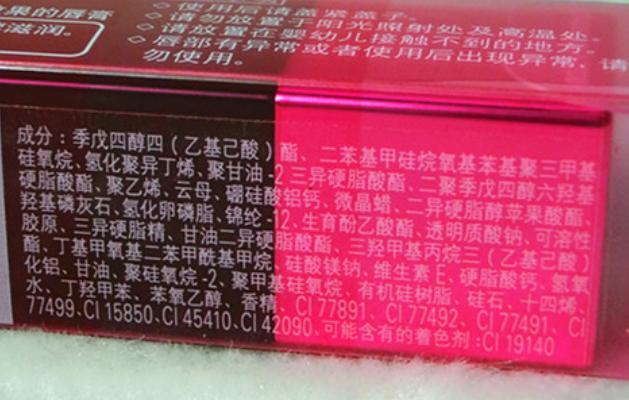 果的唇膏
滋润。
◇ 使用后请盖紧盖子。
◇ 请勿放置于阳光照射处及高温处。
◇ 请放置在婴幼儿接触不到的地方。
◇ 唇部有异常或者使用后出现异常，请
勿使用。
成分：季戊四醇四（乙基己酸）酯、二苯基甲硅烷氧基苯基聚三甲基
硅氧烷、氢化聚异丁烯、聚甘油-2 三异硬脂酸酯、二聚季戊四醇六羟基
硬脂酸酯、聚乙烯、云母、硼硅酸铝钙、微晶蜡、二异硬脂醇苹果酸酯、
羟基磷灰石、氢化卵磷脂、锦纶-12、生育酚乙酸酯、透明质酸钠、可溶性
胶原、三异硬脂精、甘油二异硬脂酸酯、三羟甲基丙烷三（乙基己酸）
酯、丁基甲氧基二苯甲酰基甲烷、硅酸镁钠、维生素 E、硬脂酸钙、氢氧
化铝、甘油、聚硅氧烷-2、聚甲基硅氧烷、有机硅树脂、硅石、十四烯、
水、丁羟甲苯、苯氧乙醇、香精、CI 77891、CI 77492、CI 77491、CI
77499、CI 15850、CI 45410、CI 42090、可能含有的着色剂：CI 19140